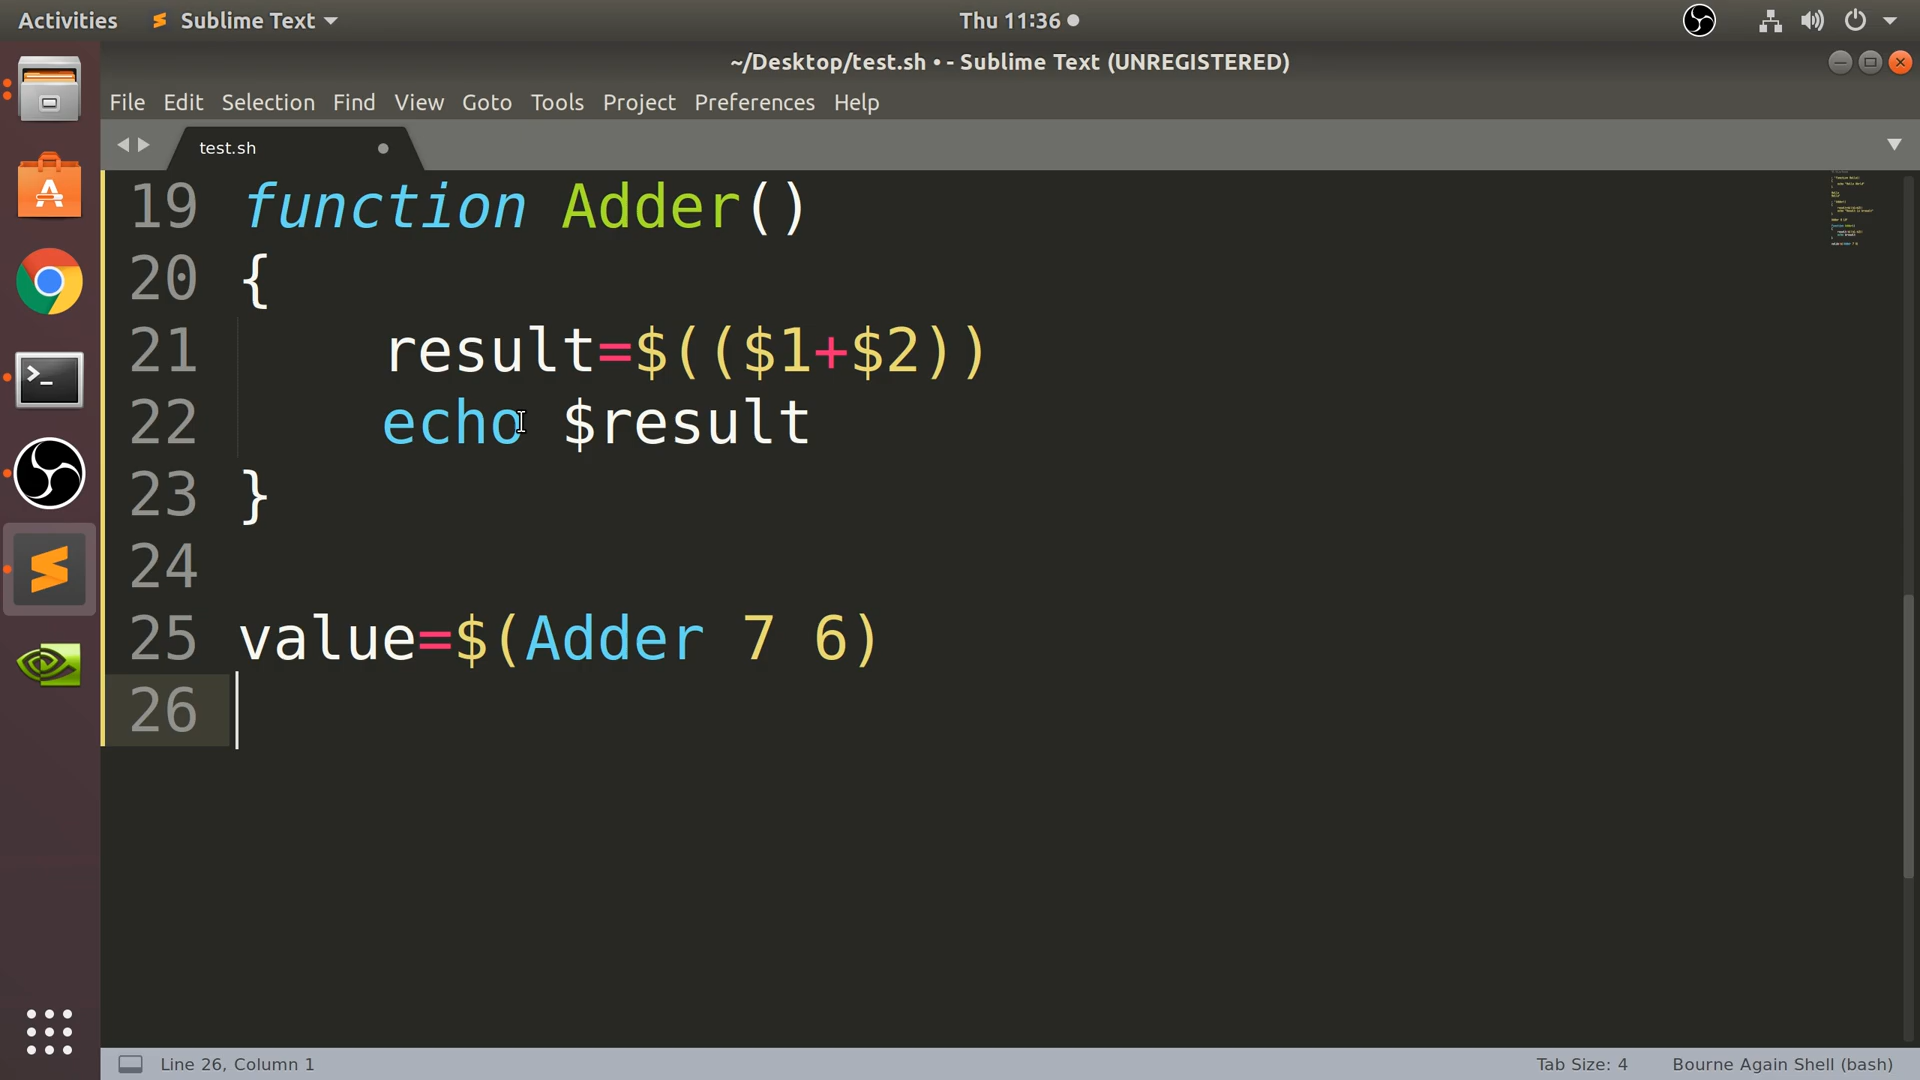 Activities Sublime Text Thu 11:36
~/Desktop/test.sh • - Sublime Text (UNREGISTERED)
File Edit Selection Find View Goto Tools Project Preferences Help
test.sh
19 function Adder()
20 {
21 result=$(($1+$2))
22 echo $result
23 }
24
25 value=$(Adder 7 6)
26
Line 26, Column 1 Tab Size: 4 Bourne Again Shell (bash)